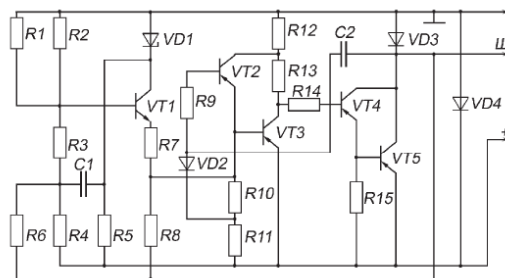 R1 R2 VD1 R12 C2 VD3 Ш
VT2 R13
R9 R14 VT4 VD4
VT1
R3 R7 VT3
C1 VD2 VT5 +
R10 R15
R6 R4 R5 R8 R11